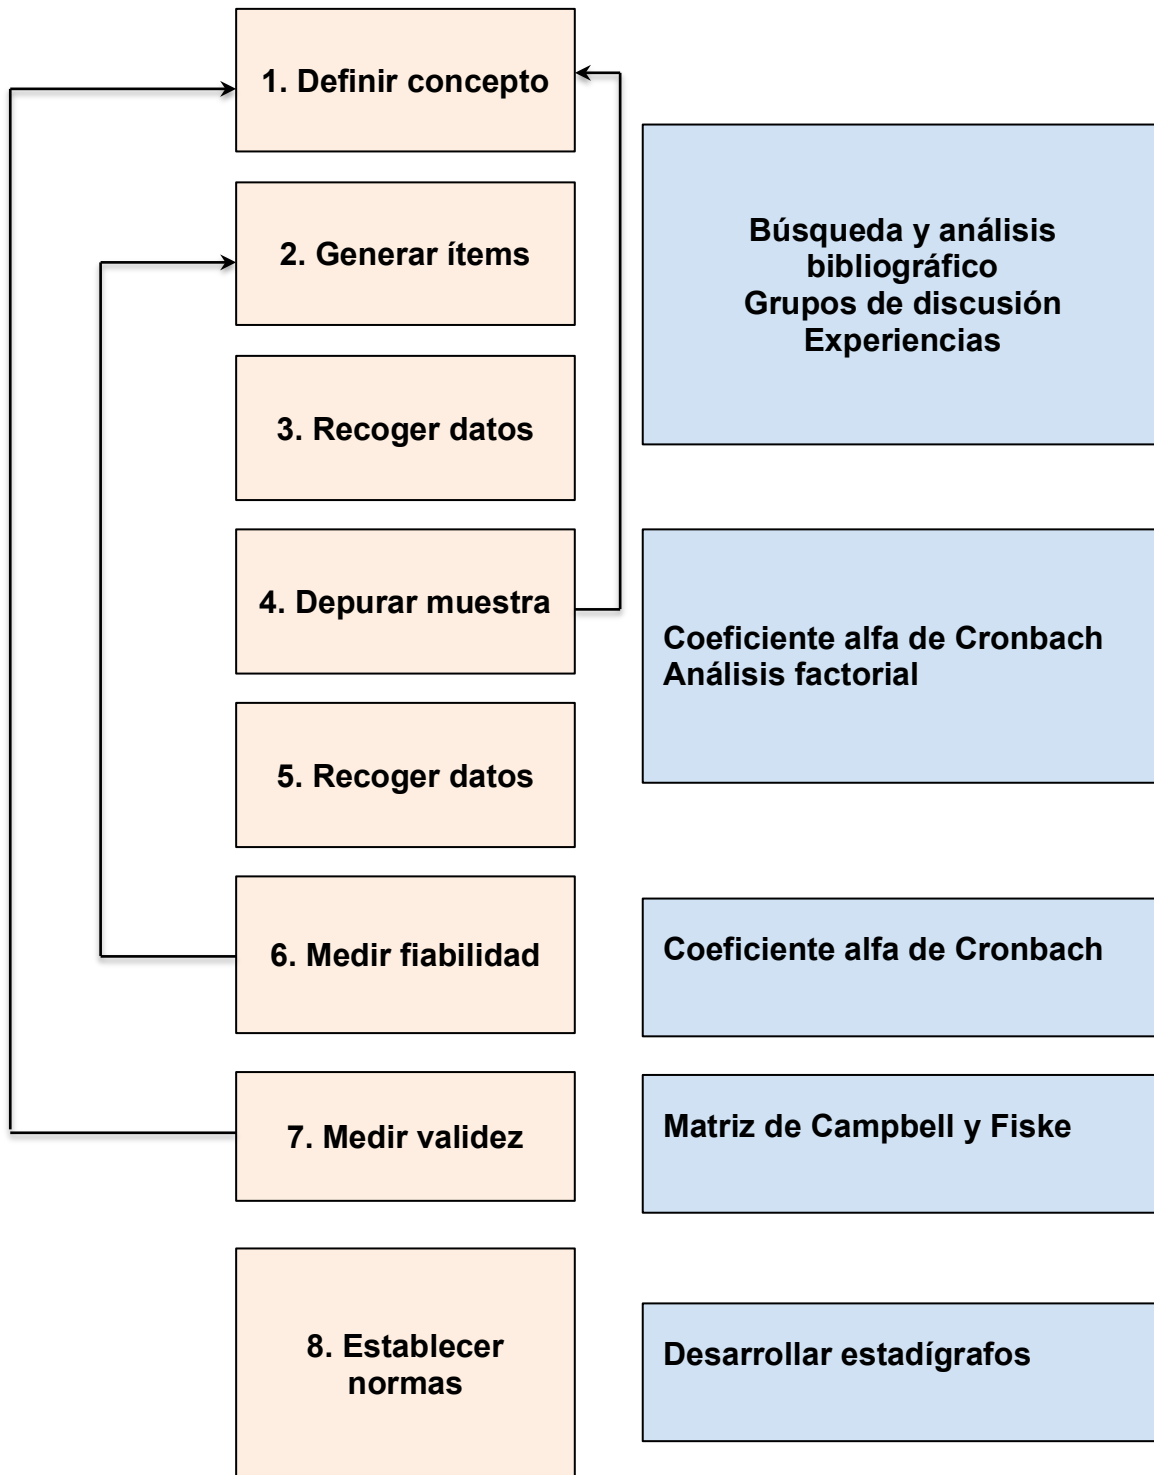 1. Definir concepto
2. Generar ítems
Búsqueda y análisis
bibliográfico
Grupos de discusión
Experiencias
3. Recoger datos
4. Depurar muestra
Coeficiente alfa de Cronbach
Análisis factorial
5. Recoger datos
6. Medir fiabilidad
Coeficiente alfa de Cronbach
7. Medir validez
Matriz de Campbell y Fiske
8. Establecer
normas
Desarrollar estadígrafos